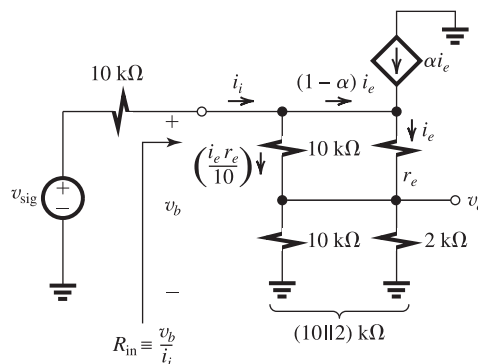 αi_e
10 kΩ
i_i
(1 − α) i_e
+
i_e
(i_e r_e / 10)
10 kΩ
r_e
v_sig
+
−
v_b
10 kΩ
2 kΩ
−
R_in ≡ v_b / i_i
(10||2) kΩ